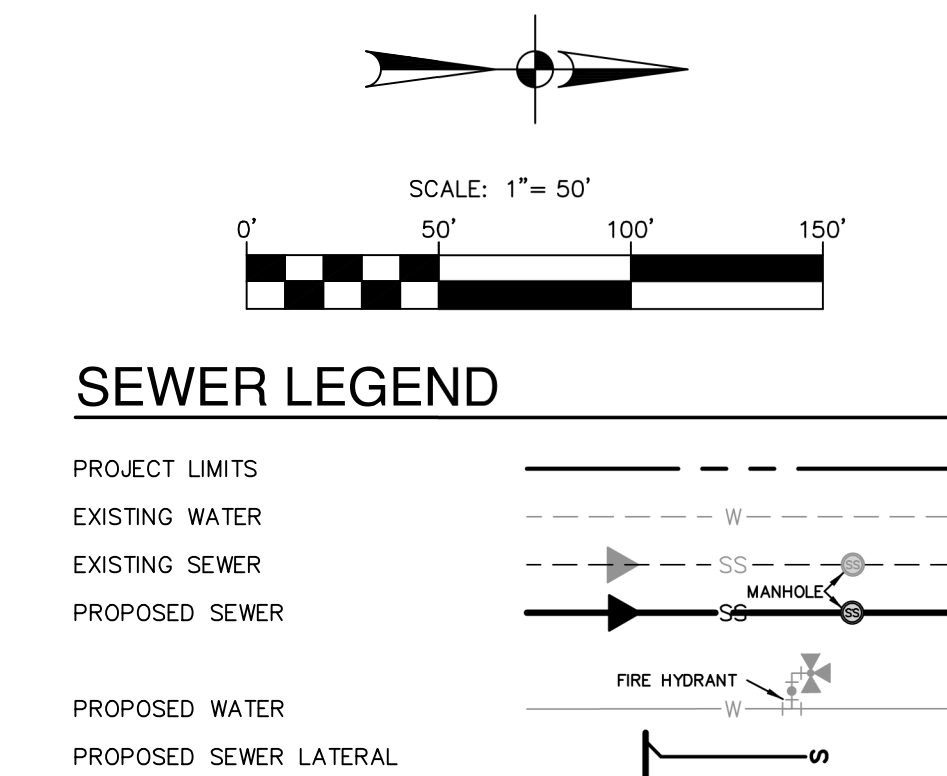 SCALE: 1"= 50'
0' 50' 100' 150'
SEWER LEGEND
PROJECT LIMITS
EXISTING WATER W
EXISTING SEWER SS SS
MANHOLE
PROPOSED SEWER SS SS
FIRE HYDRANT
PROPOSED WATER W
PROPOSED SEWER LATERAL S